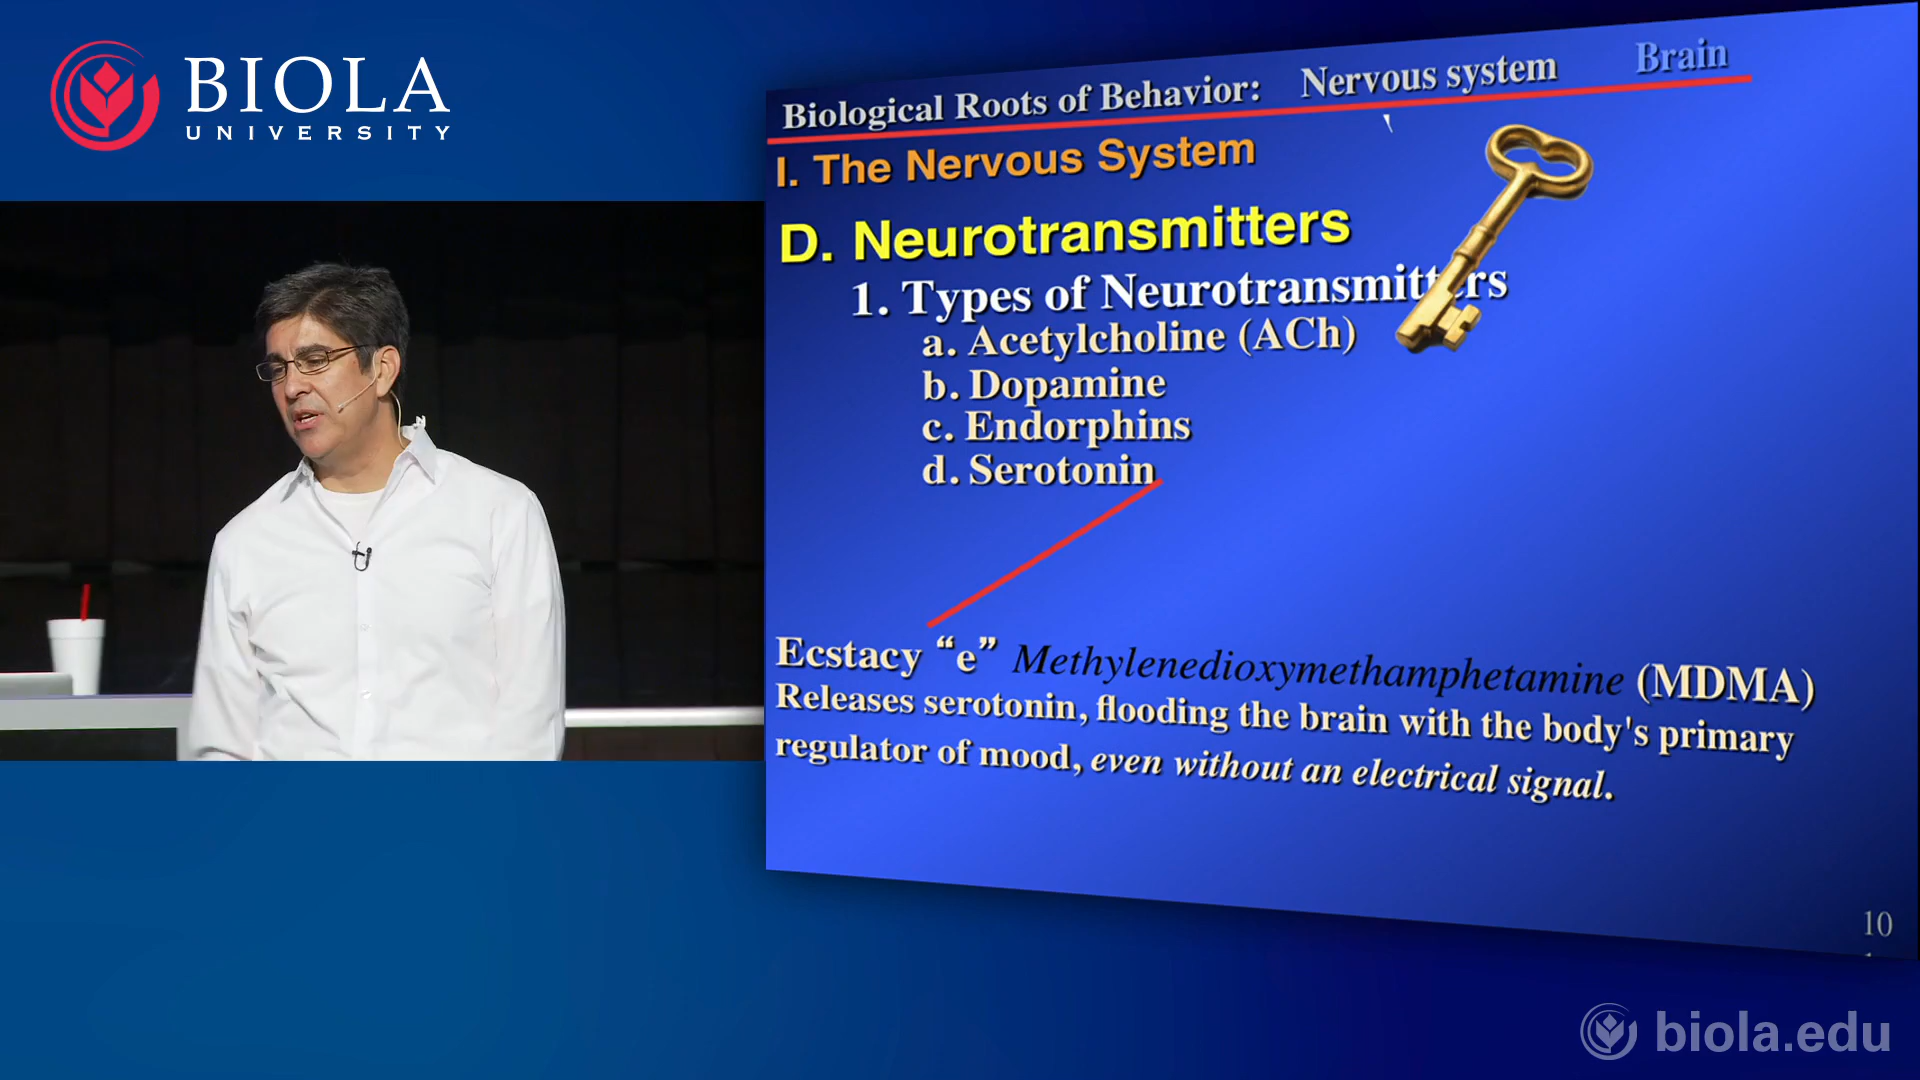 BIOLA
UNIVERSITY
Biological Roots of Behavior: Nervous system Brain
I. The Nervous System
D. Neurotransmitters
1. Types of Neurotransmitters
a. Acetylcholine (ACh)
b. Dopamine
c. Endorphins
d. Serotonin
Ecstacy “e” Methylenedioxymethamphetamine (MDMA)
Releases serotonin, flooding the brain with the body's primary
regulator of mood, even without an electrical signal.
10
biola.edu